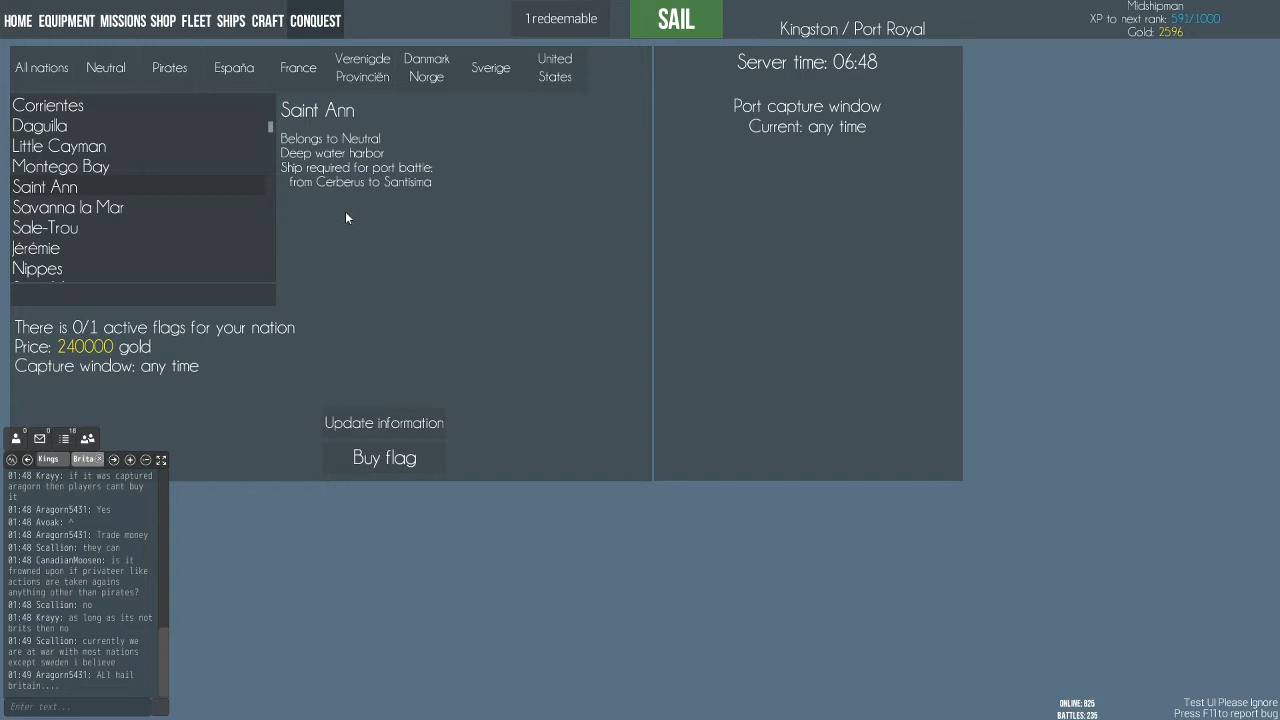 HOME EQUIPMENT MISSIONS SHOP FLEET SHIPS CRAFT CONQUEST
1 redeemable
SAIL
Kingston / Port Royal
Midshipman
XP to next rank: 591/1000
Gold: 2596
All nations
Neutral
Pirates
España
France
Verenigde
Provinciën
Danmark
Norge
Sverige
United
States
Corrientes
Daguilla
Little Cayman
Montego Bay
Saint Ann
Savanna la Mar
Sale-Trou
Jérémie
Nippes
Saint Ann
Belongs to Neutral
Deep water harbor
Ship required for port battle:
from Cerberus to Santisima
Server time: 06:48
Port capture window
Current: any time
There is 0/1 active flags for your nation
Price: 240000 gold
Capture window: any time
Update information
Buy flag
0
0
18
Kings
Brita
01:48 Krayy: if it was captured
aragorn then players cant buy
it
01:48 Aragorn5431: Yes
01:48 Avoak: ^
01:48 Aragorn5431: Trade money
01:48 Scallion: they can
01:48 CanadianMoosen: is it
frowned upon if privateer like
actions are taken agains
anything other than pirates?
01:48 Scallion: no
01:48 Krayy: as long as its not
brits then no
01:49 Scallion: currently we
are at war with most nations
except sweden i believe
01:49 Aragorn5431: ALl hail
britain....
Enter text...
ONLINE: 825
BATTLES: 235
Test UI Please Ignore
Press F11 to report bug